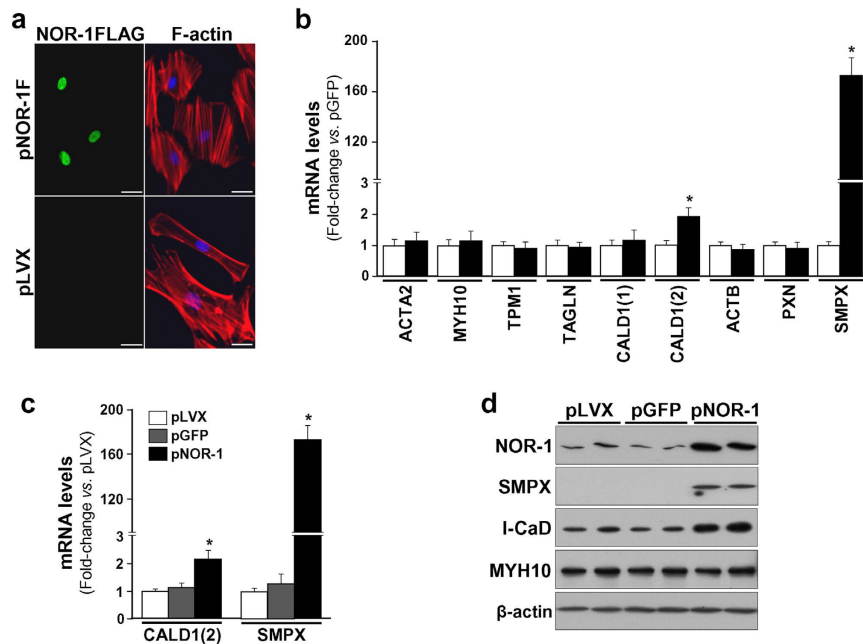 a
NOR-1FLAG F-actin
pNOR-1F
pLVX
b
mRNA levels
(Fold-change vs. pGFP)
200
160
120
80
3
2
1
0
*
*
ACTA2 MYH10 TPM1 TAGLN CALD1(1) CALD1(2) ACTB PXN SMPX
c
mRNA levels
(Fold-change vs. pLVX)
200
160
120
80
3
2
1
0
pLVX
pGFP
pNOR-1
*
*
CALD1(2) SMPX
d
pLVX pGFP pNOR-1
NOR-1
SMPX
l-CaD
MYH10
β-actin